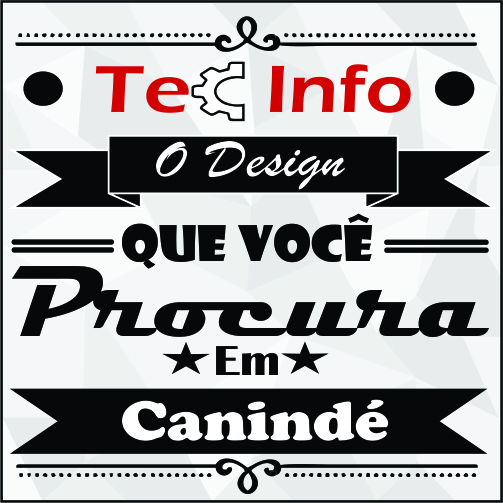 Tec Info
O Design
QUE VOCÊ
Procura
Em
Canindé